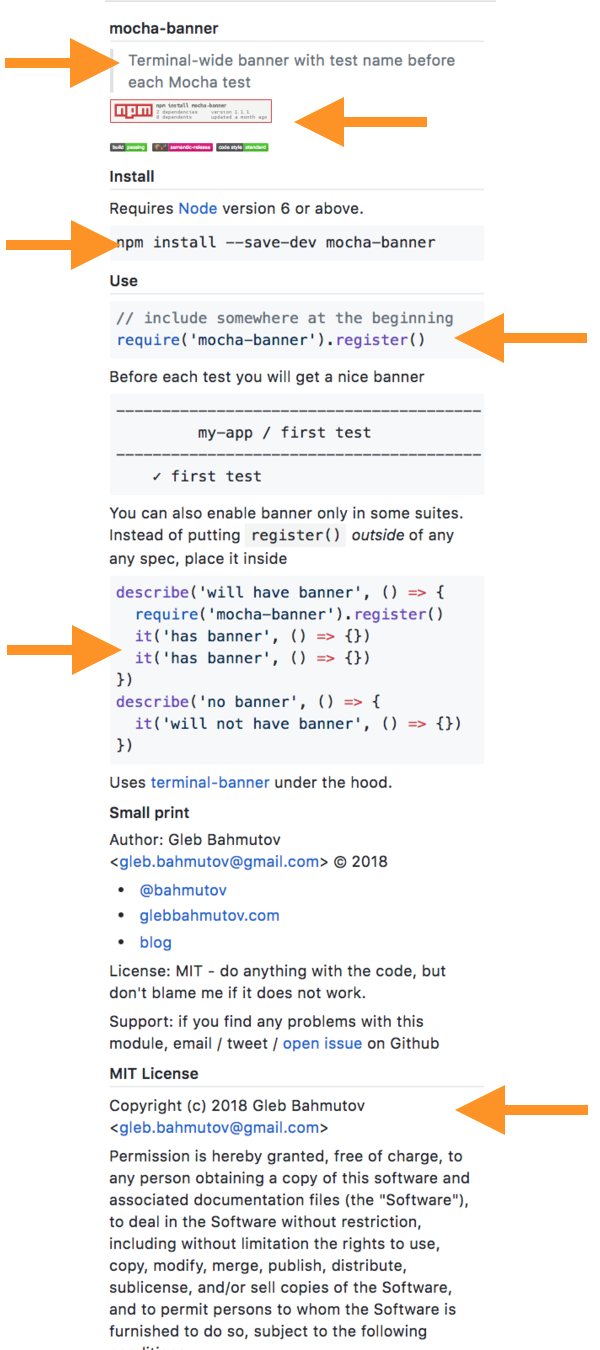 mocha-banner
Terminal-wide banner with test name before
each Mocha test
npm npm install mocha-banner
2 dependencies version 1.1.1
0 dependents updated a month ago
build passing semantic-release code style standard
Install
Requires Node version 6 or above.
npm install --save-dev mocha-banner
Use
// include somewhere at the beginning
require('mocha-banner').register()
Before each test you will get a nice banner
----------------------------------------
my-app / first test
----------------------------------------
✓ first test
You can also enable banner only in some suites.
Instead of putting register() outside of any
any spec, place it inside
describe('will have banner', () => {
  require('mocha-banner').register()
  it('has banner', () => {})
  it('has banner', () => {})
})
describe('no banner', () => {
  it('will not have banner', () => {})
})
Uses terminal-banner under the hood.
Small print
Author: Gleb Bahmutov
<gleb.bahmutov@gmail.com> © 2018
• @bahmutov
• glebbahmutov.com
• blog
License: MIT - do anything with the code, but
don't blame me if it does not work.
Support: if you find any problems with this
module, email / tweet / open issue on Github
MIT License
Copyright (c) 2018 Gleb Bahmutov
<gleb.bahmutov@gmail.com>
Permission is hereby granted, free of charge, to
any person obtaining a copy of this software and
associated documentation files (the "Software"),
to deal in the Software without restriction,
including without limitation the rights to use,
copy, modify, merge, publish, distribute,
sublicense, and/or sell copies of the Software,
and to permit persons to whom the Software is
furnished to do so, subject to the following